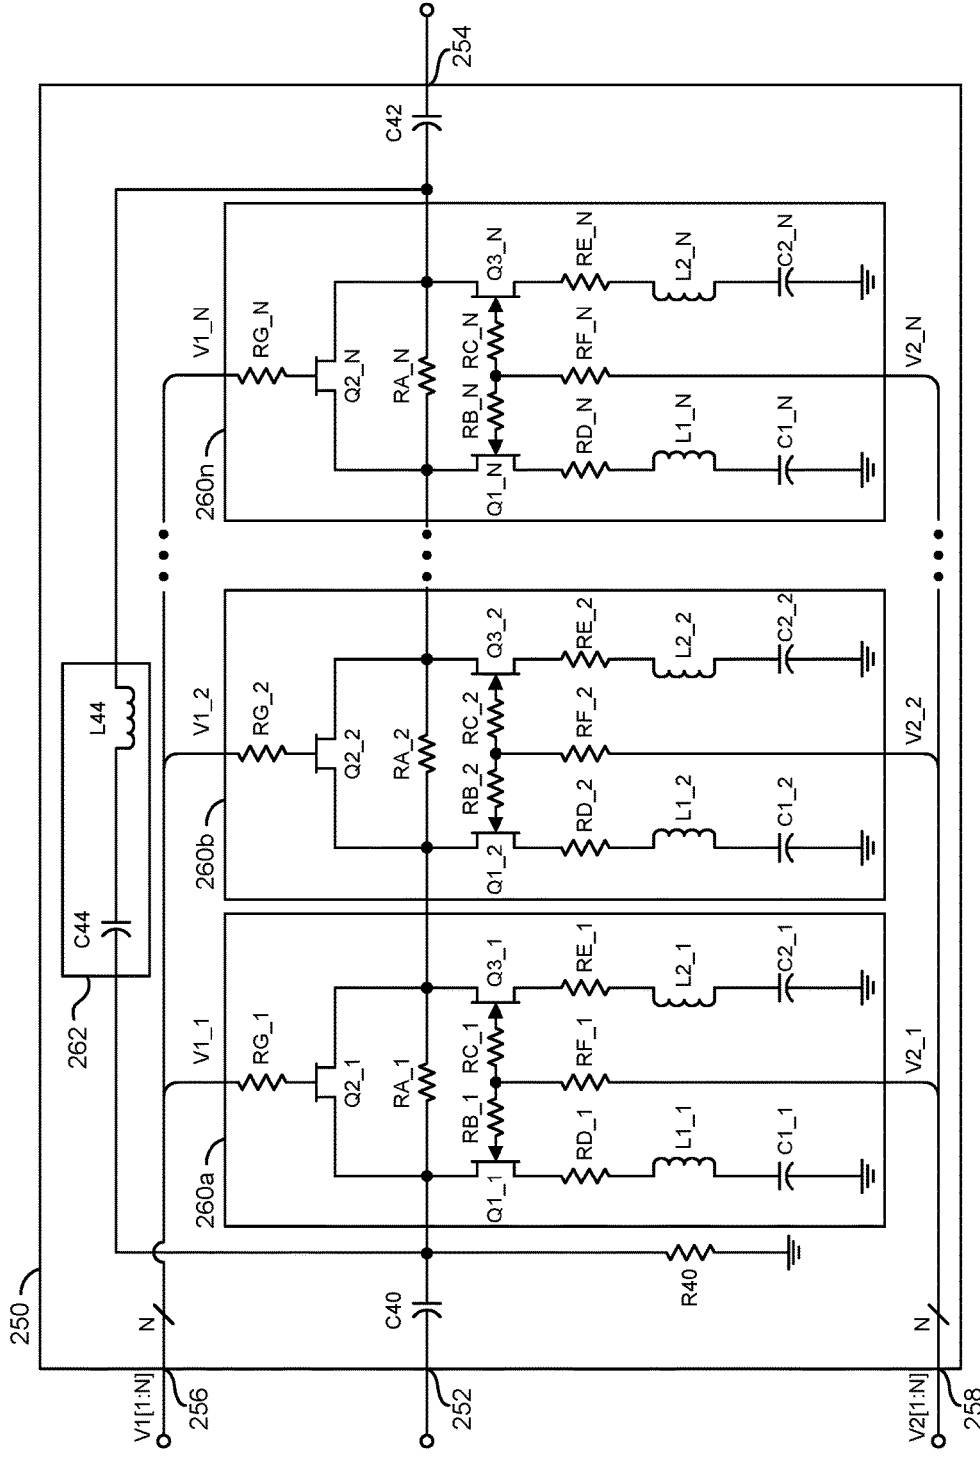 250
V1[1:N]
256
N
252
V2[1:N]
258
N
C40
R40
262
C44
L44
C42
254
260a
V1_1
RG_1
Q2_1
RA_1
Q1_1
RB_1
RC_1
Q3_1
RD_1
RF_1
RE_1
L1_1
L2_1
C1_1
C2_1
V2_1
260b
V1_2
RG_2
Q2_2
RA_2
Q1_2
RB_2
RC_2
Q3_2
RD_2
RF_2
RE_2
L1_2
L2_2
C1_2
C2_2
V2_2
260n
V1_N
RG_N
Q2_N
RA_N
Q1_N
RB_N
RC_N
Q3_N
RD_N
RF_N
RE_N
L1_N
L2_N
C1_N
C2_N
V2_N